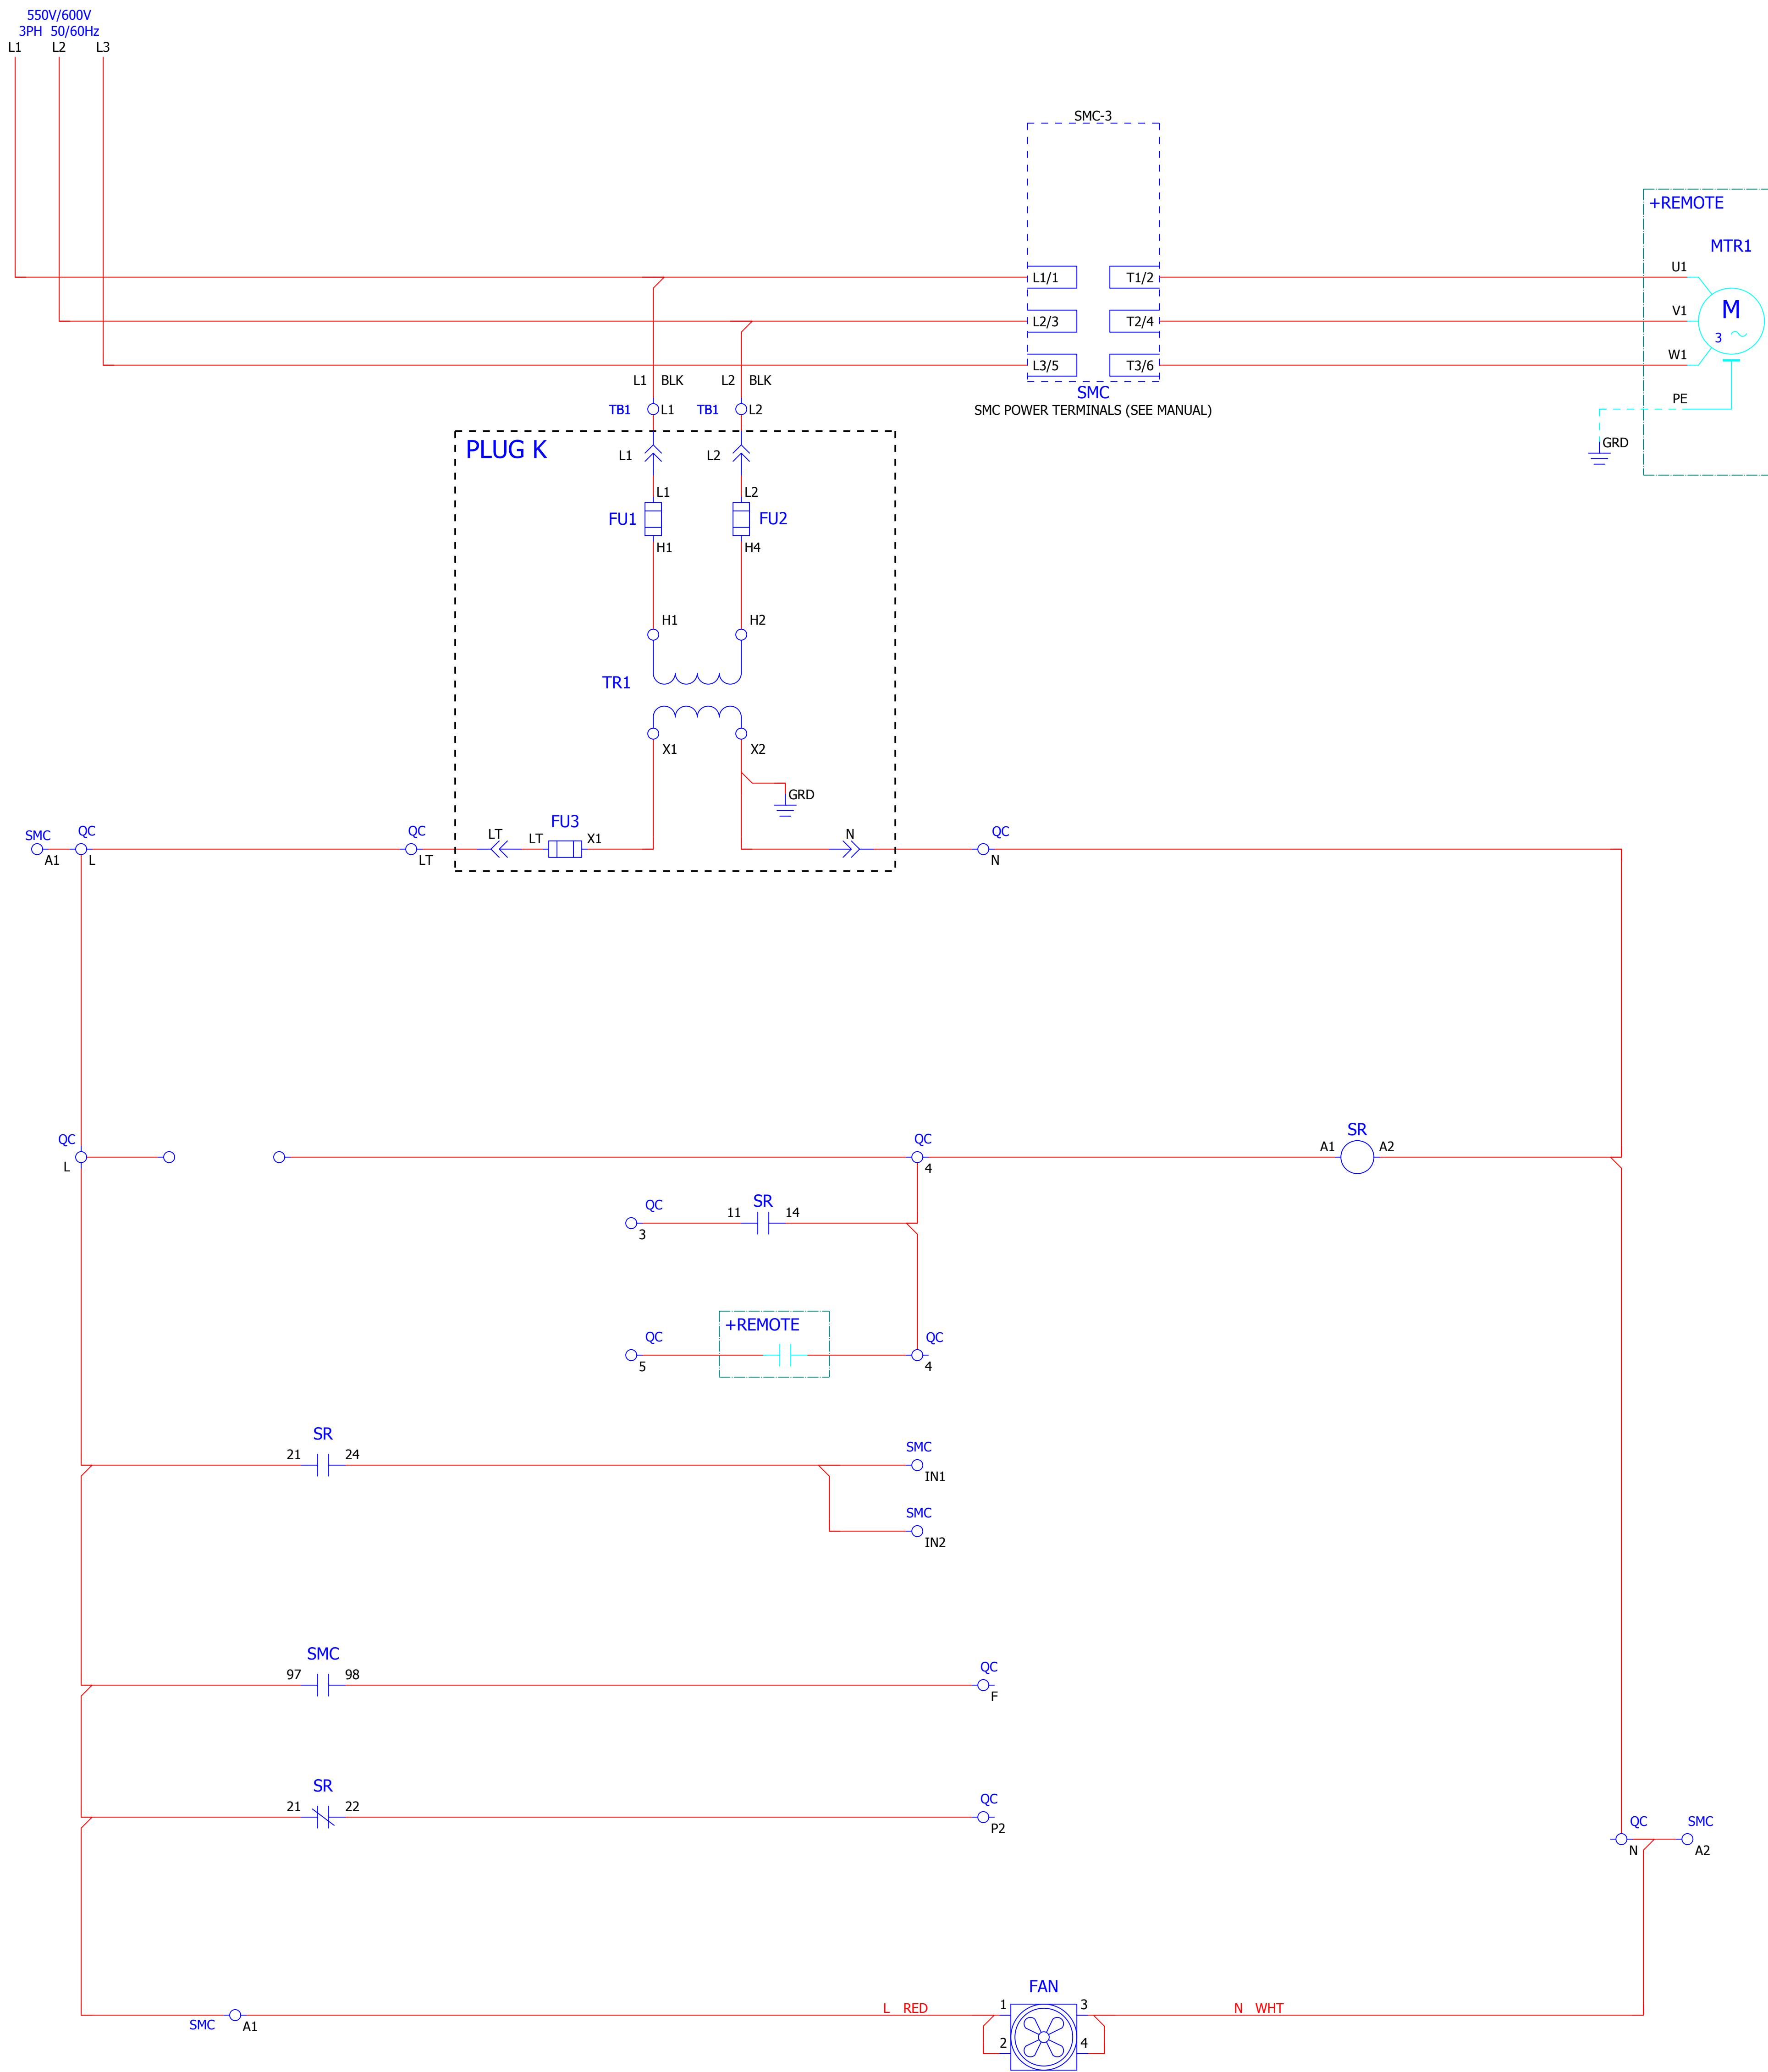 550V/600V
3PH 50/60Hz
L1 L2 L3
SMC-3
+REMOTE
MTR1
L1/1 T1/2 U1
L2/3 T2/4 V1
M
3
L3/5 T3/6 W1
L1 BLK L2 BLK
SMC
PE
TB1 L1 TB1 L2
SMC POWER TERMINALS (SEE MANUAL)
GRD
PLUG K
L1 L2
L1 L2
FU1 FU2
H1 H4
H1 H2
TR1
X1 X2
GRD
FU3
SMC QC QC LT LT X1 N QC
A1 L LT N
QC QC SR
A1 A2
L 4
QC SR
11 14
3
+REMOTE
QC QC
5 4
SR
21 24 SMC
IN1
SMC
IN2
SMC
97 98 QC
F
SR
21 22 QC
P2
QC SMC
N A2
FAN
L RED 1 3 N WHT
SMC A1
2 4